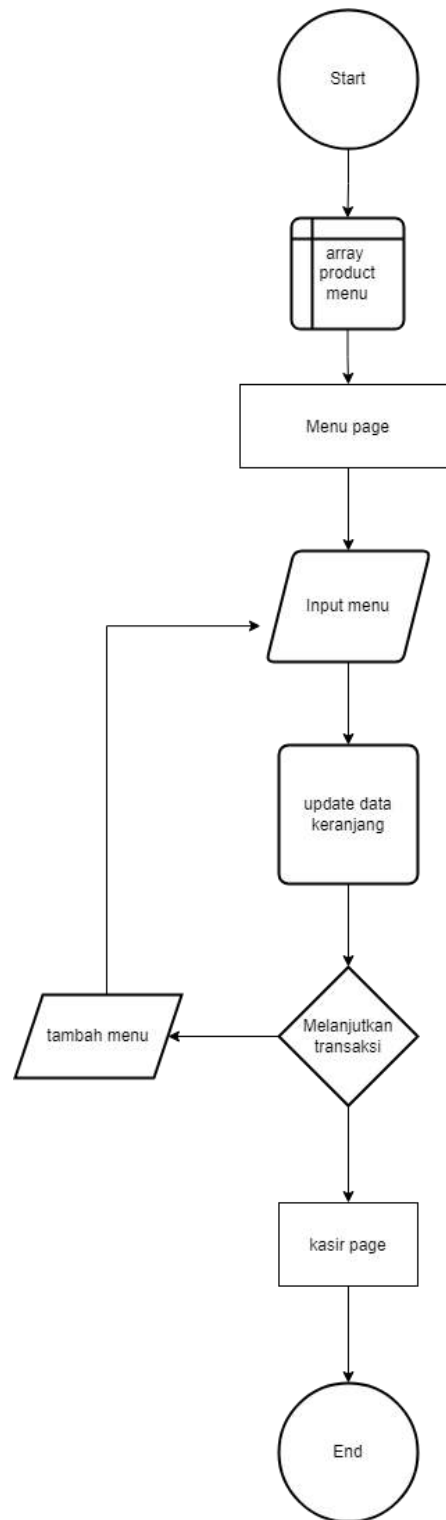 Start
array
product
menu
Menu page
Input menu
update data
keranjang
Melanjutkan
transaksi
tambah menu
kasir page
End